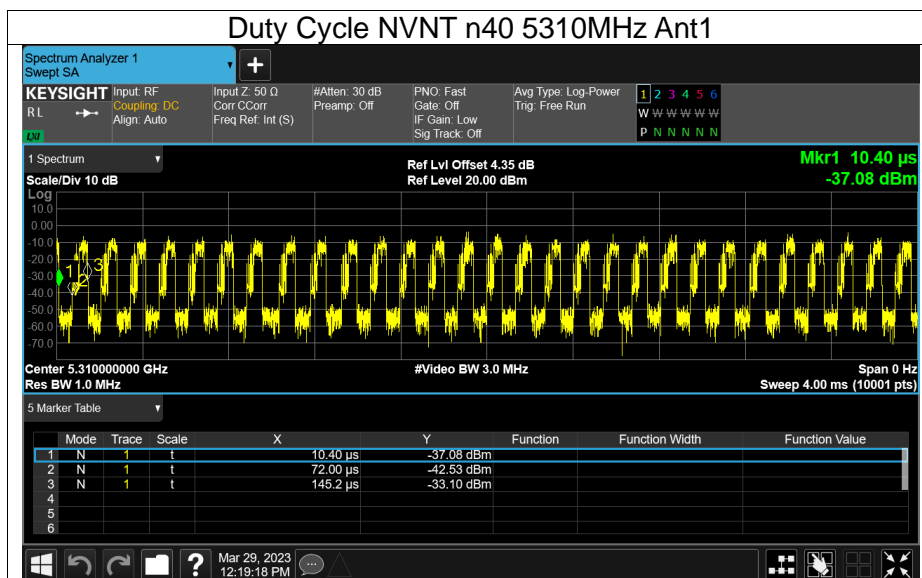 Duty Cycle NVNT n40 5310MHz Ant1
Spectrum Analyzer 1
Swept SA
+
KEYSIGHT
R L
LXI
Input: RF
Coupling: DC
Align: Auto
Input Z: 50 Ω
Corr CCorr
Freq Ref: Int (S)
#Atten: 30 dB
Preamp: Off
PNO: Fast
Gate: Off
IF Gain: Low
Sig Track: Off
Avg Type: Log-Power
Trig: Free Run
1 2 3 4 5 6
W W W W W W
P N N N N N
1 Spectrum
Scale/Div 10 dB
Ref Lvl Offset 4.35 dB
Ref Level 20.00 dBm
Mkr1 10.40 µs
-37.08 dBm
Log
10.0
0.00
-10.0
-20.0
-30.0
-40.0
-50.0
-60.0
-70.0
1
2
3
Center 5.310000000 GHz
Res BW 1.0 MHz
#Video BW 3.0 MHz
Span 0 Hz
Sweep 4.00 ms (10001 pts)
5 Marker Table
Mode Trace Scale X Y Function Function Width Function Value
1 N 1 t 10.40 µs -37.08 dBm
2 N 1 t 72.00 µs -42.53 dBm
3 N 1 t 145.2 µs -33.10 dBm
4
5
6
?
Mar 29, 2023
12:19:18 PM